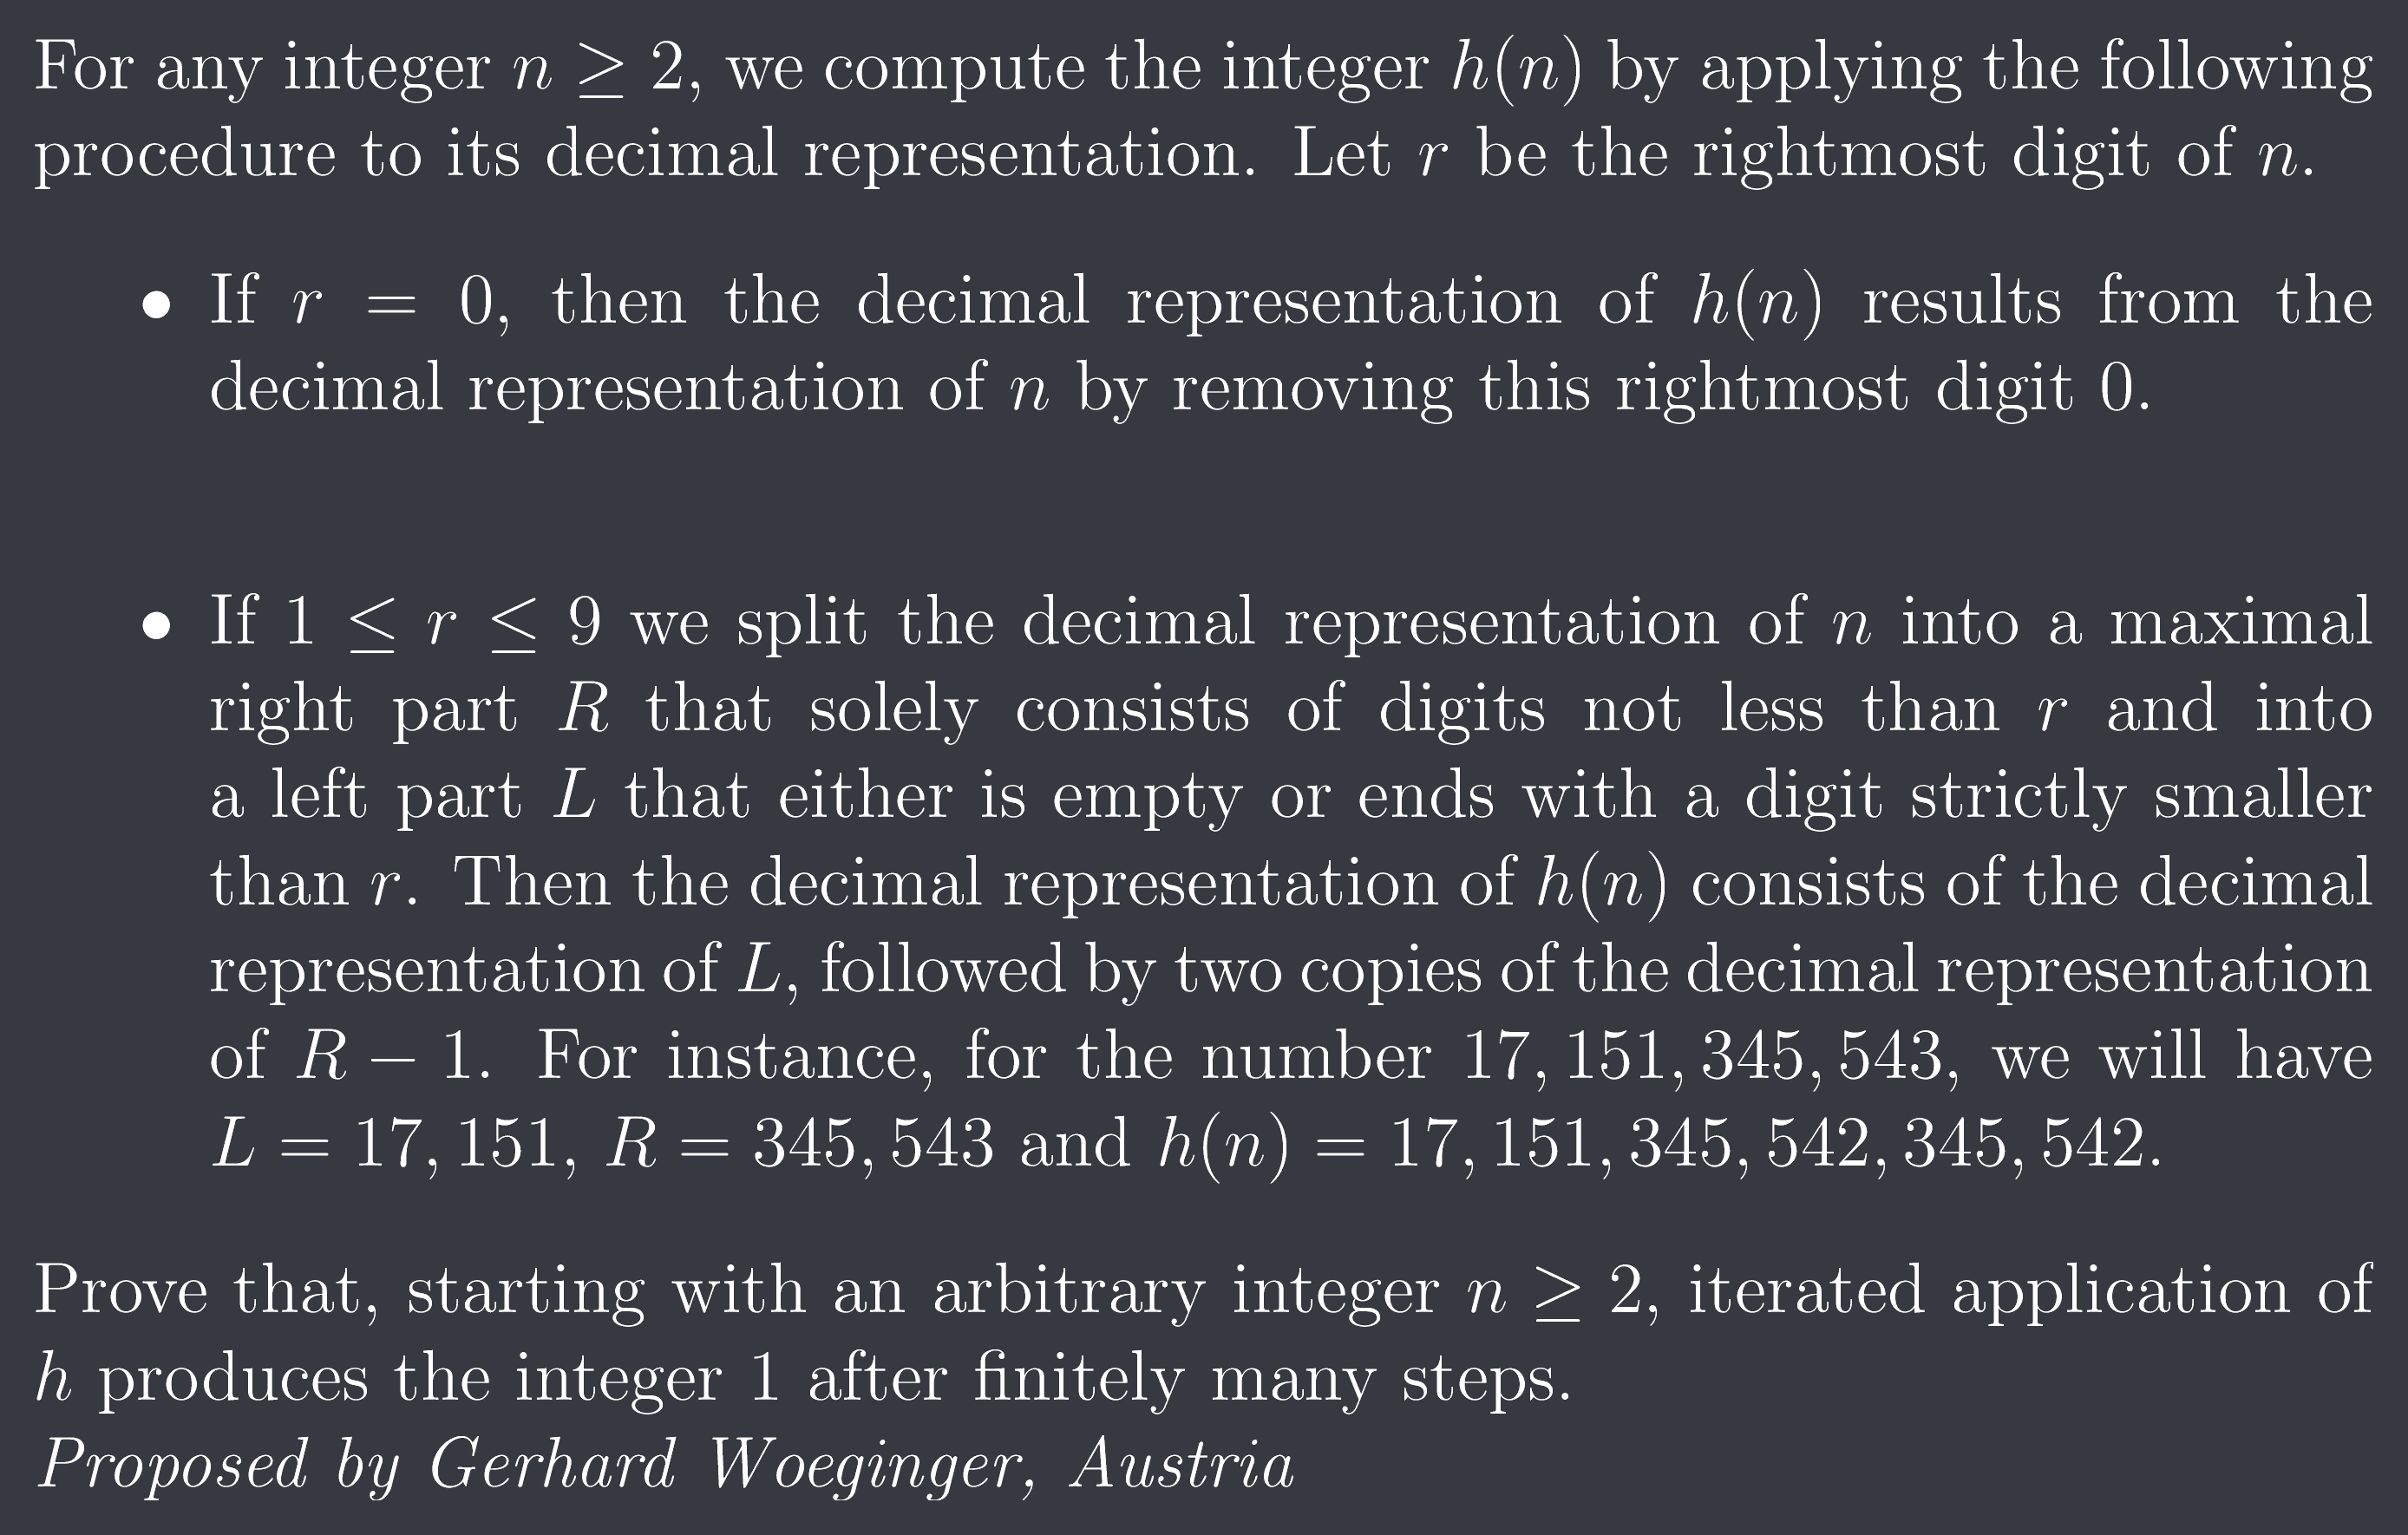 For any integer n ≥ 2, we compute the integer h(n) by applying the following
procedure to its decimal representation. Let r be the rightmost digit of n.
• If r = 0, then the decimal representation of h(n) results from the
decimal representation of n by removing this rightmost digit 0.
• If 1 ≤ r ≤ 9 we split the decimal representation of n into a maximal
right part R that solely consists of digits not less than r and into
a left part L that either is empty or ends with a digit strictly smaller
than r. Then the decimal representation of h(n) consists of the decimal
representation of L, followed by two copies of the decimal representation
of R − 1. For instance, for the number 17, 151, 345, 543, we will have
L = 17, 151, R = 345, 543 and h(n) = 17, 151, 345, 542, 345, 542.
Prove that, starting with an arbitrary integer n ≥ 2, iterated application of
h produces the integer 1 after finitely many steps.
Proposed by Gerhard Woeginger, Austria